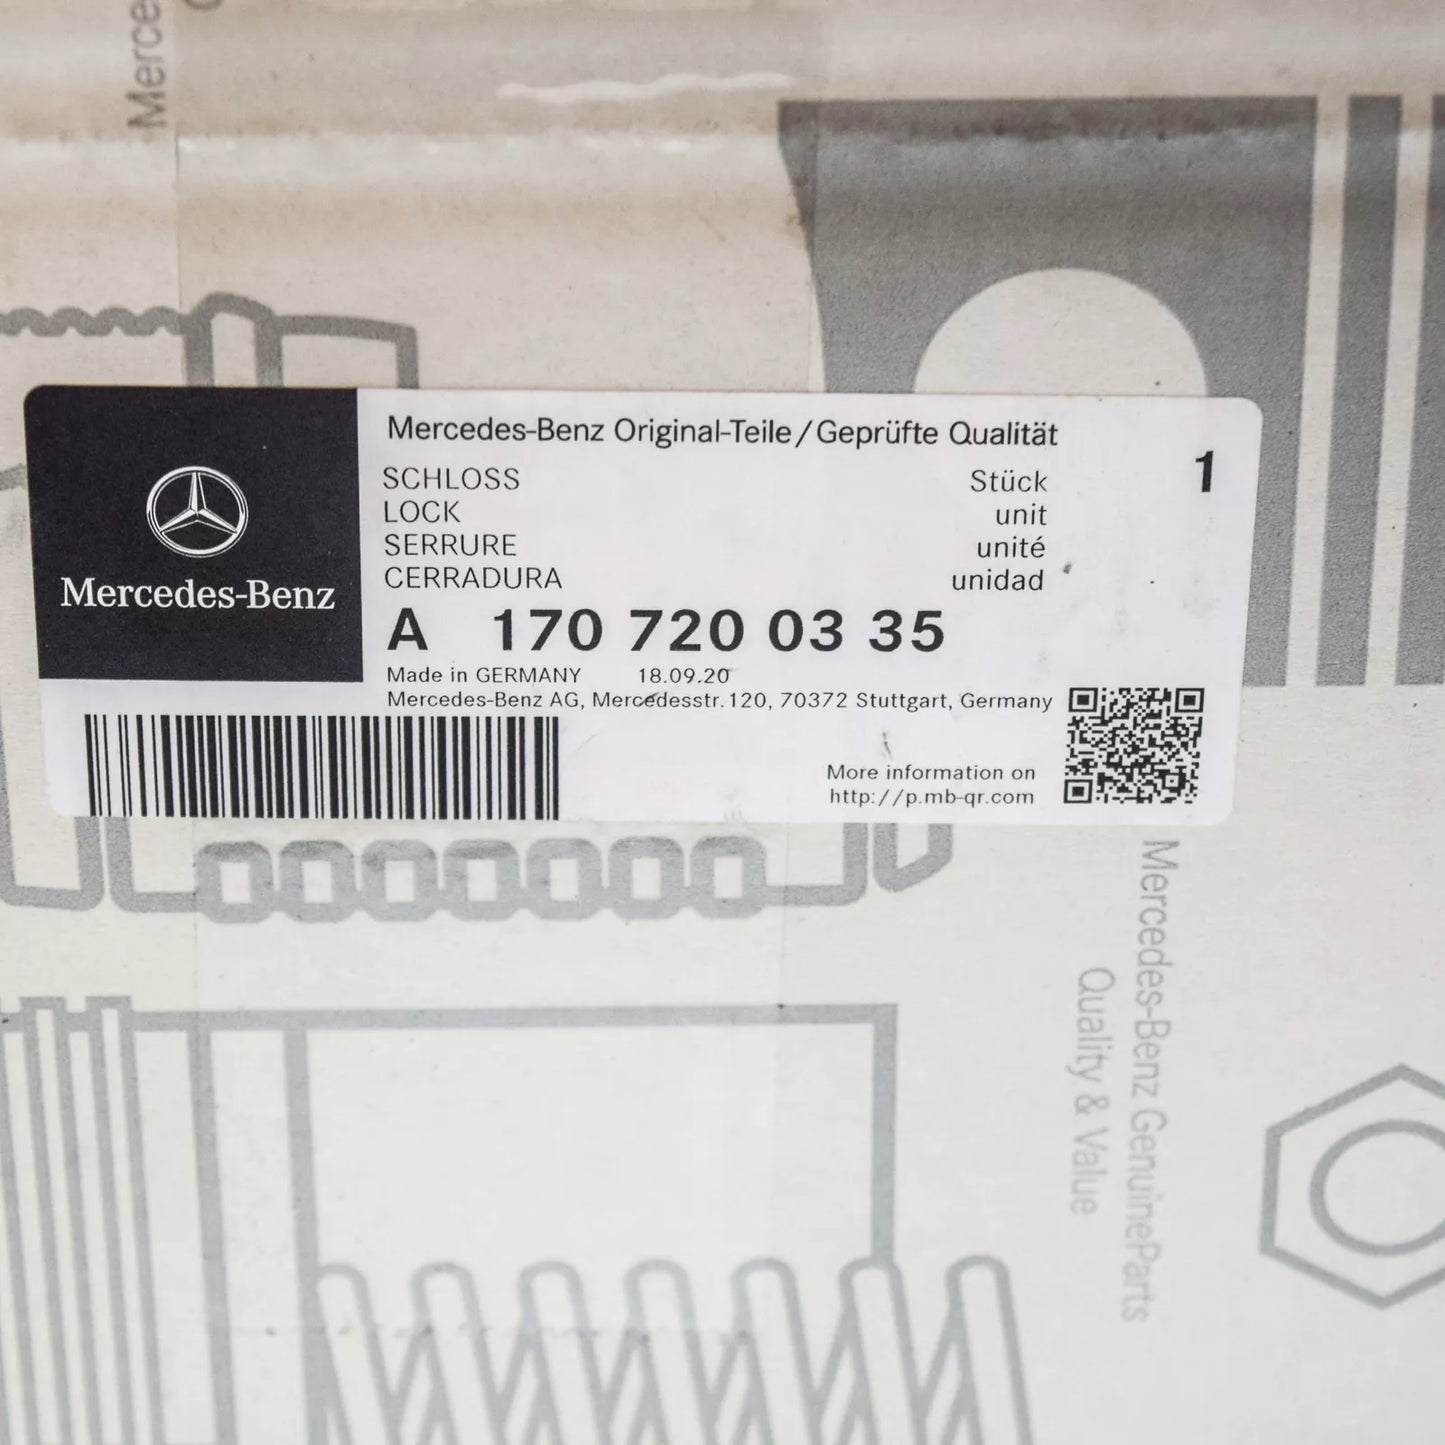 Merce
Mercedes-Benz
Mercedes-Benz Original-Teile/Geprüfte Qualität
SCHLOSS Stück 1
LOCK unit
SERRURE unité
CERRADURA unidad
A 170 720 03 35
Made in GERMANY 18.09.20
Mercedes-Benz AG, Mercedesstr. 120, 70372 Stuttgart, Germany
More information on
http://p.mb-qr.com
Mercedes-Benz GenuineParts
Quality & Value